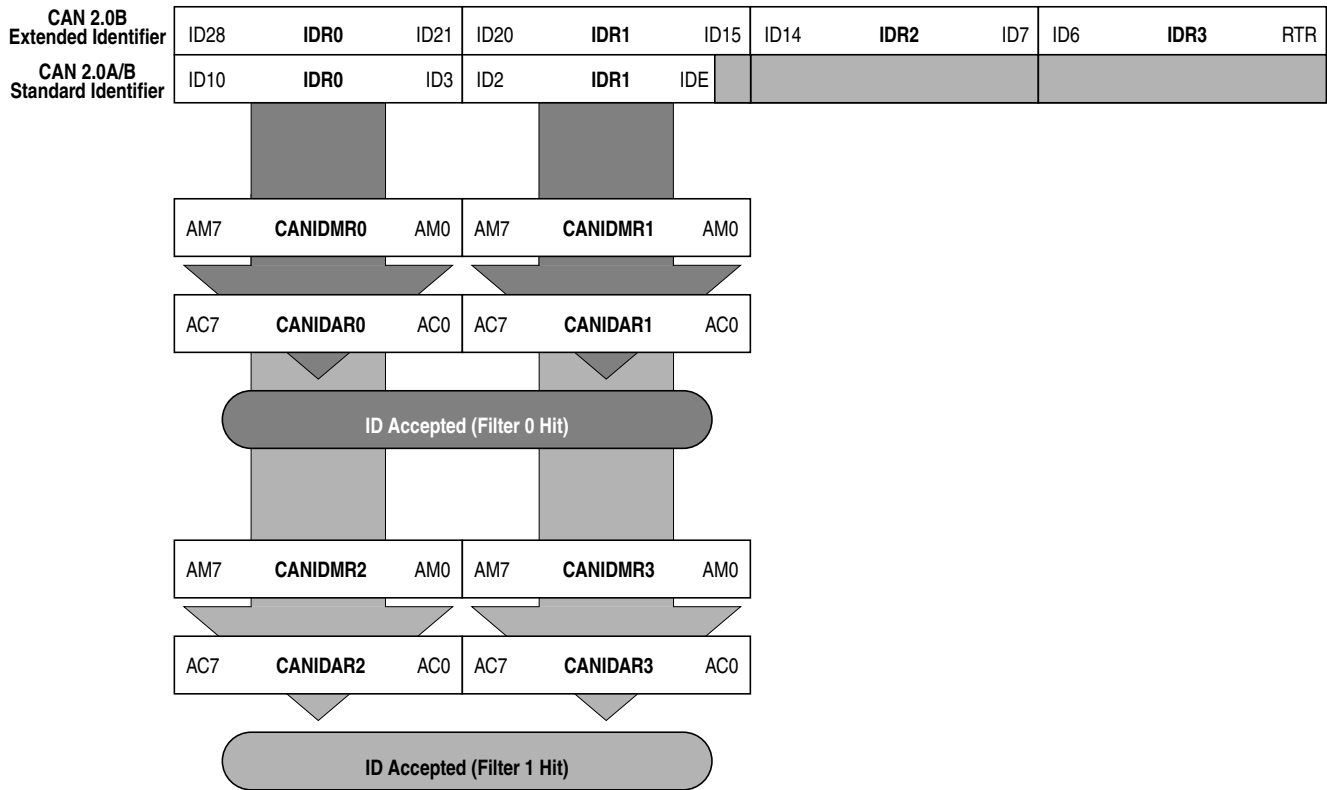 CAN 2.0B
Extended Identifier
ID28 IDR0 ID21 ID20 IDR1 ID15 ID14 IDR2 ID7 ID6 IDR3 RTR
CAN 2.0A/B
Standard Identifier
ID10 IDR0 ID3 ID2 IDR1 IDE
AM7 CANIDMR0 AM0 AM7 CANIDMR1 AM0
AC7 CANIDAR0 AC0 AC7 CANIDAR1 AC0
ID Accepted (Filter 0 Hit)
AM7 CANIDMR2 AM0 AM7 CANIDMR3 AM0
AC7 CANIDAR2 AC0 AC7 CANIDAR3 AC0
ID Accepted (Filter 1 Hit)